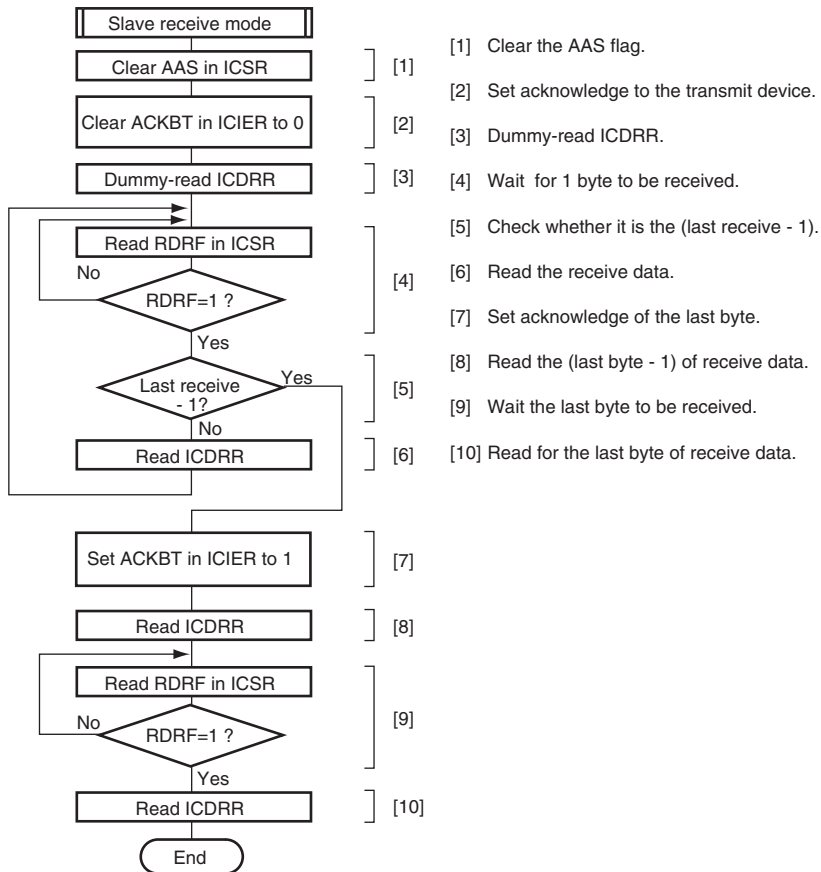 Slave receive mode
Clear AAS in ICSR
[1]
Clear ACKBT in ICIER to 0
[2]
Dummy-read ICDRR
[3]
Read RDRF in ICSR
No
RDRF=1 ?
[4]
Yes
Last receive
- 1?
Yes
[5]
No
Read ICDRR
[6]
Set ACKBT in ICIER to 1
[7]
Read ICDRR
[8]
Read RDRF in ICSR
No
RDRF=1 ?
[9]
Yes
Read ICDRR
[10]
End
[1] Clear the AAS flag.
[2] Set acknowledge to the transmit device.
[3] Dummy-read ICDRR.
[4] Wait for 1 byte to be received.
[5] Check whether it is the (last receive - 1).
[6] Read the receive data.
[7] Set acknowledge of the last byte.
[8] Read the (last byte - 1) of receive data.
[9] Wait the last byte to be received.
[10] Read for the last byte of receive data.